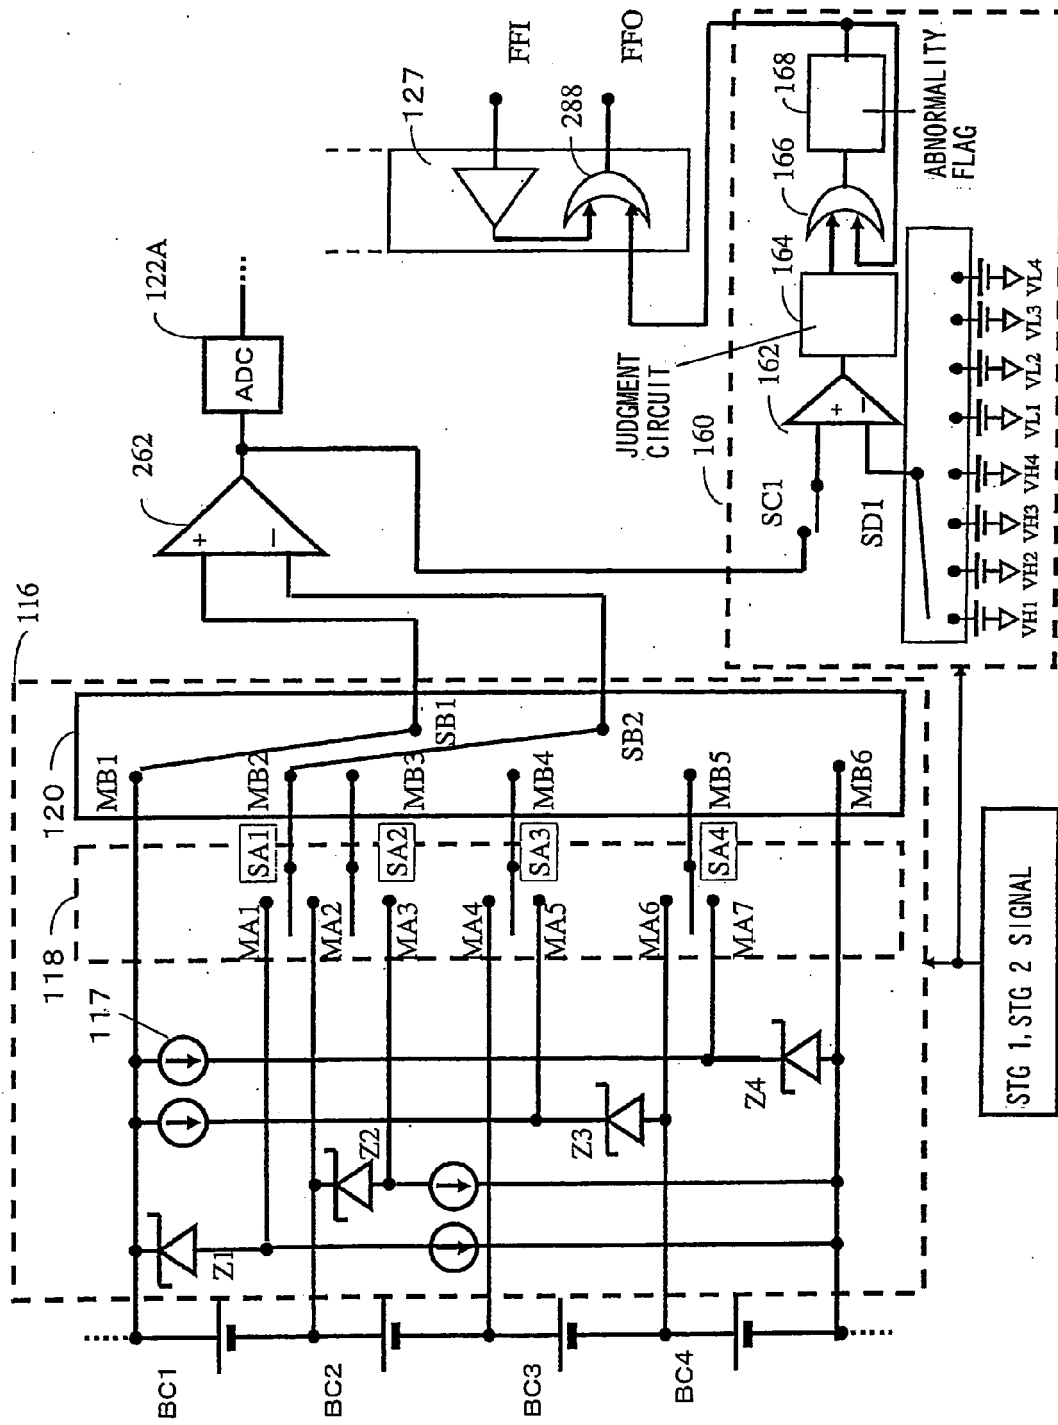 116
120
118
117
MB1
MB2
MB3
MB4
MB5
MB6
SB1
SB2
SA1
SA2
SA3
SA4
MA1
MA2
MA3
MA4
MA5
MA6
MA7
Z1
Z2
Z3
Z4
BC1
BC2
BC3
BC4
262
+
−
ADC
122A
127
FFI
FFO
288
160
JUDGMENT
CIRCUIT
162
164
166
168
ABNORMALITY
FLAG
SC1
SD1
+
−
VH1
VH2
VH3
VH4
VL1
VL2
VL3
VL4
STG 1, STG 2 SIGNAL